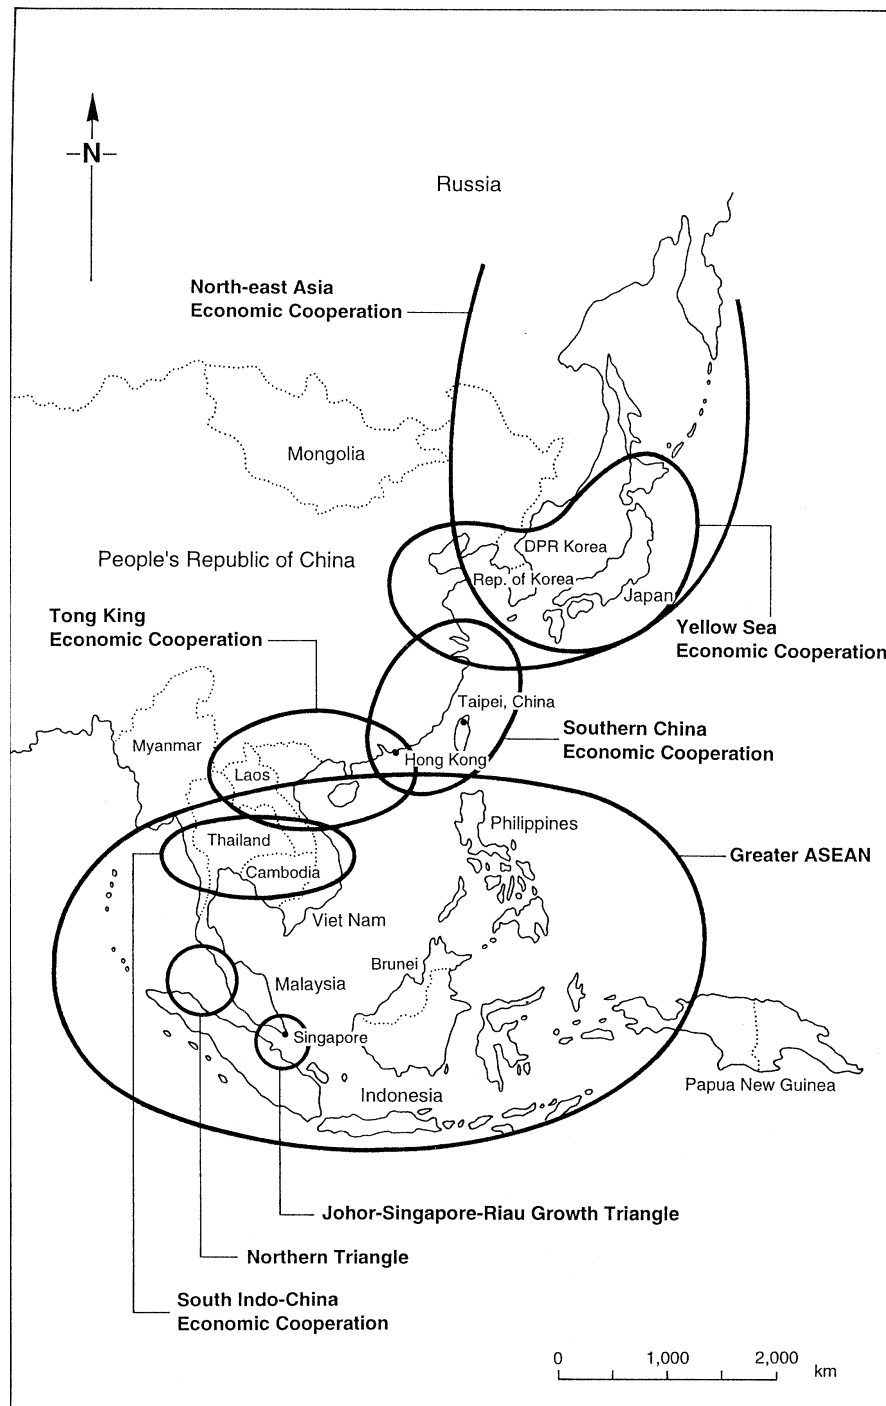 N
Russia
North-east Asia
Economic Cooperation
Mongolia
People's Republic of China
DPR Korea
Rep. of Korea
Japan
Tong King
Economic Cooperation
Yellow Sea
Economic Cooperation
Taipei, China
Southern China
Economic Cooperation
Myanmar
Hong Kong
Laos
Philippines
Thailand
Greater ASEAN
Cambodia
Viet Nam
Brunei
Malaysia
Singapore
Indonesia
Papua New Guinea
Johor-Singapore-Riau Growth Triangle
Northern Triangle
South Indo-China
Economic Cooperation
0 1,000 2,000
km